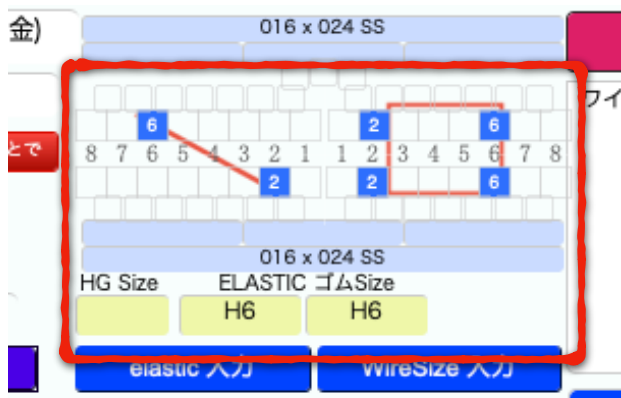 金)
016 x 024 SS
ワイ
とで
6 2 6
8 7 6 5 4 3 2 1 1 2 3 4 5 6 7 8
2 2 6
016 x 024 SS
HG Size ELASTIC ゴムSize
H6 H6
elastic 入力 WireSize 入力